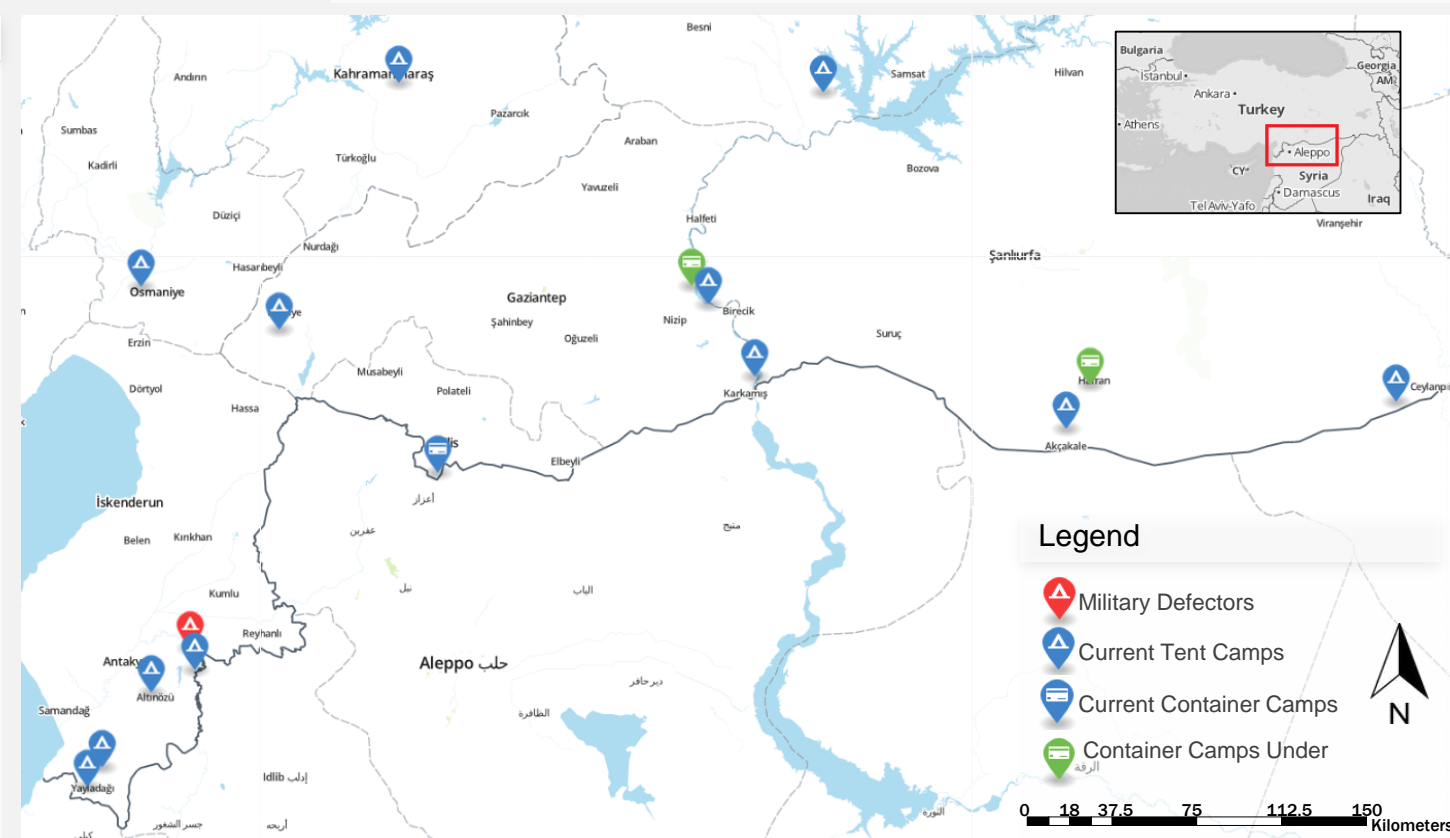 Besni
Andırın
Kahramanmaraş
Samsat
Hilvan
Pazarcık
Sumbas
Araban
Kadirli
Türkoğlu
Bozova
Yavuzeli
Düziçi
Halfeti
Nurdağı
Viranşehir
Hasanbeyli
Şanlıurfa
Osmaniye
Gaziantep
Birecik
Şahinbey
Nizip
Oğuzeli
Suruç
Erzin
Musabeyli
Harran
Dörtyol
Polateli
Karkamış
Hassa
Akçakale
Elbeyli
أعزاز
İskenderun
عفرين
منبج
Belen
Kırıkhan
نبل
الباب
Kumlu
Reyhanlı
Aleppo حلب
Altınözü
دير حافر
Samandağ
الظافرة
Idlib إدلب
Yayladağı
الثورة
جسر الشغور
أريحه
Bulgaria
Georgia
İstanbul
AM
Ankara
Turkey
Athens
Aleppo
CY
Syria
Damascus
Iraq
Tel Aviv-Yafo
Legend
Military Defectors
Current Tent Camps
Current Container Camps
Container Camps Under
الرقة
N
0 18 37.5 75 112.5 150
Kilometers